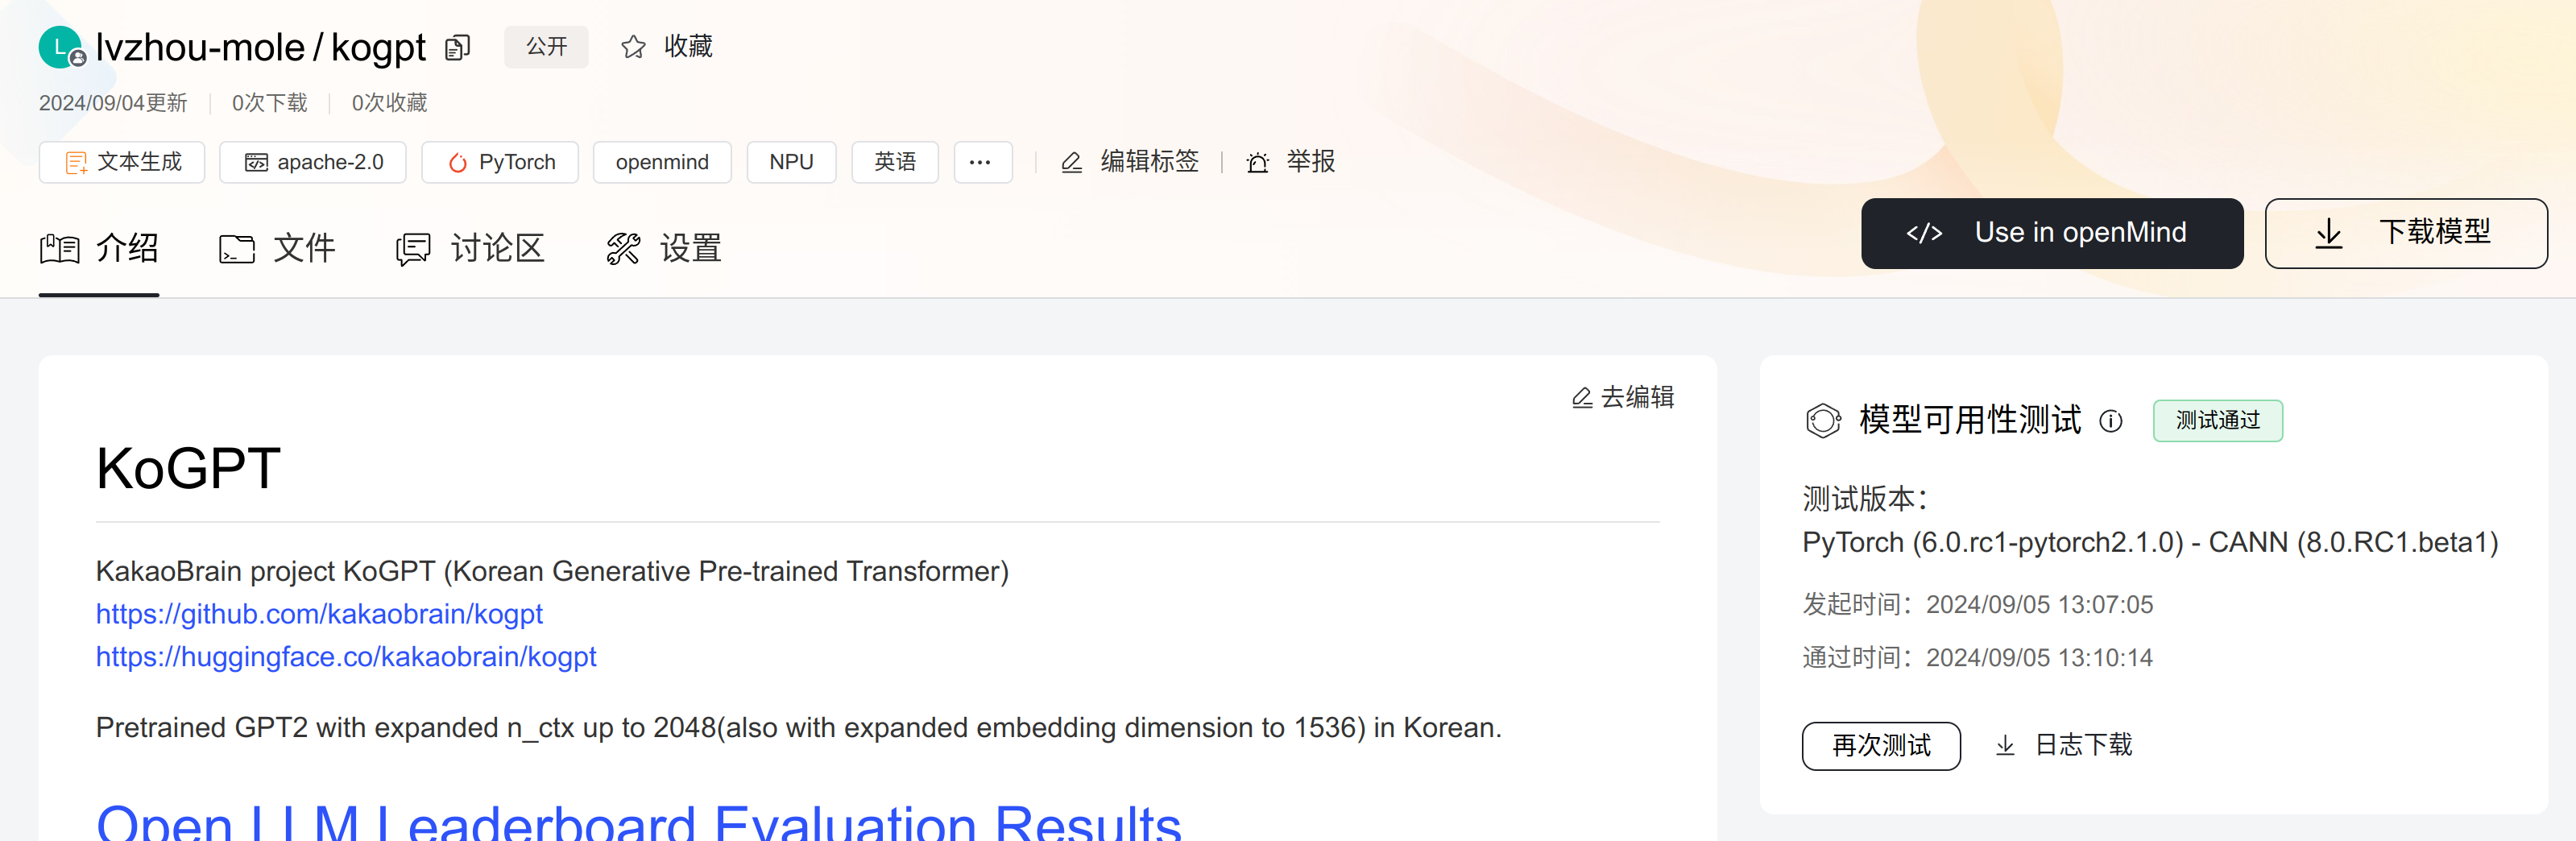 L lvzhou-mole / kogpt 公开 收藏
2024/09/04更新 0次下载 0次收藏
文本生成 apache-2.0 PyTorch openmind NPU 英语 ... 编辑标签 举报
介绍 文件 讨论区 设置 </> Use in openMind 下载模型
去编辑
KoGPT
KakaoBrain project KoGPT (Korean Generative Pre-trained Transformer)
https://github.com/kakaobrain/kogpt
https://huggingface.co/kakaobrain/kogpt
Pretrained GPT2 with expanded n_ctx up to 2048(also with expanded embedding dimension to 1536) in Korean.
Open LLM Leaderboard Evaluation Results
模型可用性测试 测试通过
测试版本：
PyTorch (6.0.rc1-pytorch2.1.0) - CANN (8.0.RC1.beta1)
发起时间：2024/09/05 13:07:05
通过时间：2024/09/05 13:10:14
再次测试 日志下载